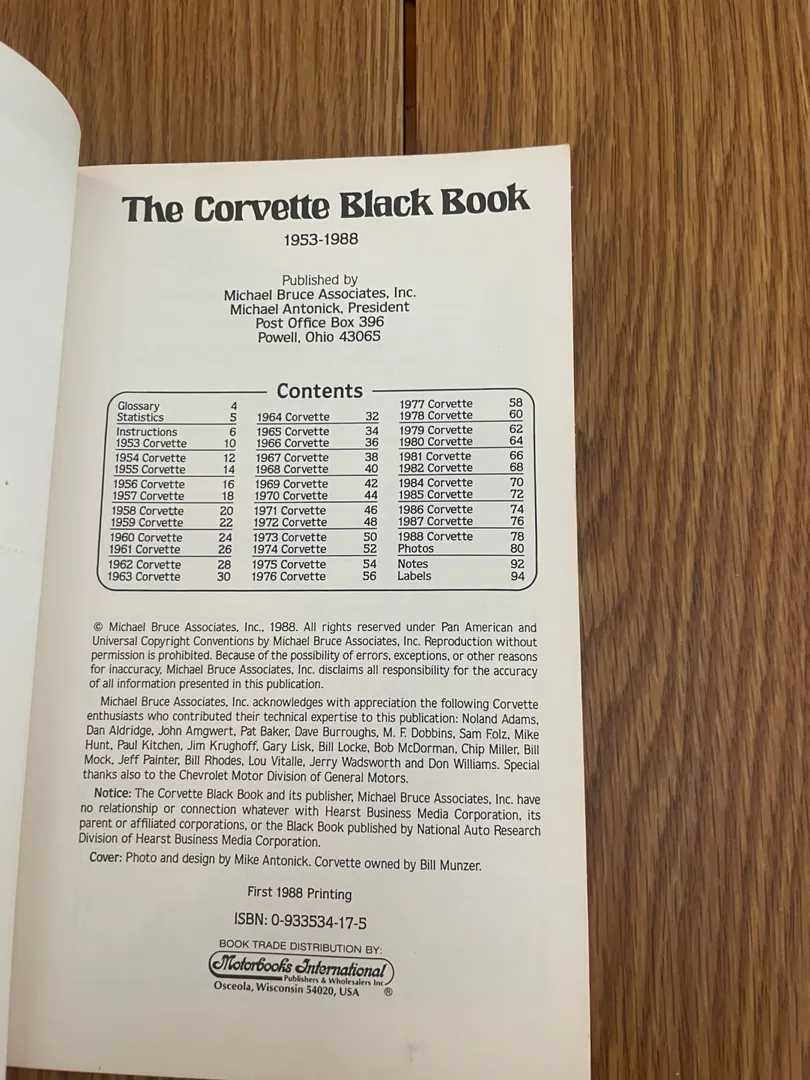 The Corvette Black Book
1953-1988
Published by
Michael Bruce Associates, Inc.
Michael Antonick, President
Post Office Box 396
Powell, Ohio 43065
Contents
Glossary 4
Statistics 5
Instructions 6
1953 Corvette 10
1954 Corvette 12
1955 Corvette 14
1956 Corvette 16
1957 Corvette 18
1958 Corvette 20
1959 Corvette 22
1960 Corvette 24
1961 Corvette 26
1962 Corvette 28
1963 Corvette 30
1964 Corvette 32
1965 Corvette 34
1966 Corvette 36
1967 Corvette 38
1968 Corvette 40
1969 Corvette 42
1970 Corvette 44
1971 Corvette 46
1972 Corvette 48
1973 Corvette 50
1974 Corvette 52
1975 Corvette 54
1976 Corvette 56
1977 Corvette 58
1978 Corvette 60
1979 Corvette 62
1980 Corvette 64
1981 Corvette 66
1982 Corvette 68
1984 Corvette 70
1985 Corvette 72
1986 Corvette 74
1987 Corvette 76
1988 Corvette 78
Photos 80
Notes 92
Labels 94
© Michael Bruce Associates, Inc., 1988. All rights reserved under Pan American and
Universal Copyright Conventions by Michael Bruce Associates, Inc. Reproduction without
permission is prohibited. Because of the possibility of errors, exceptions, or other reasons
for inaccuracy, Michael Bruce Associates, Inc. disclaims all responsibility for the accuracy
of all information presented in this publication.
Michael Bruce Associates, Inc. acknowledges with appreciation the following Corvette
enthusiasts who contributed their technical expertise to this publication: Noland Adams,
Dan Aldridge, John Amgwert, Pat Baker, Dave Burroughs, M. F. Dobbins, Sam Folz, Mike
Hunt, Paul Kitchen, Jim Krughoff, Gary Lisk, Bill Locke, Bob McDorman, Chip Miller, Bill
Mock, Jeff Painter, Bill Rhodes, Lou Vitalle, Jerry Wadsworth and Don Williams. Special
thanks also to the Chevrolet Motor Division of General Motors.
Notice: The Corvette Black Book and its publisher, Michael Bruce Associates, Inc. have
no relationship or connection whatever with Hearst Business Media Corporation, its
parent or affiliated corporations, or the Black Book published by National Auto Research
Division of Hearst Business Media Corporation.
Cover: Photo and design by Mike Antonick. Corvette owned by Bill Munzer.
First 1988 Printing
ISBN: 0-933534-17-5
BOOK TRADE DISTRIBUTION BY:
Motorbooks International
Publishers & Wholesalers Inc
Osceola, Wisconsin 54020, USA ®